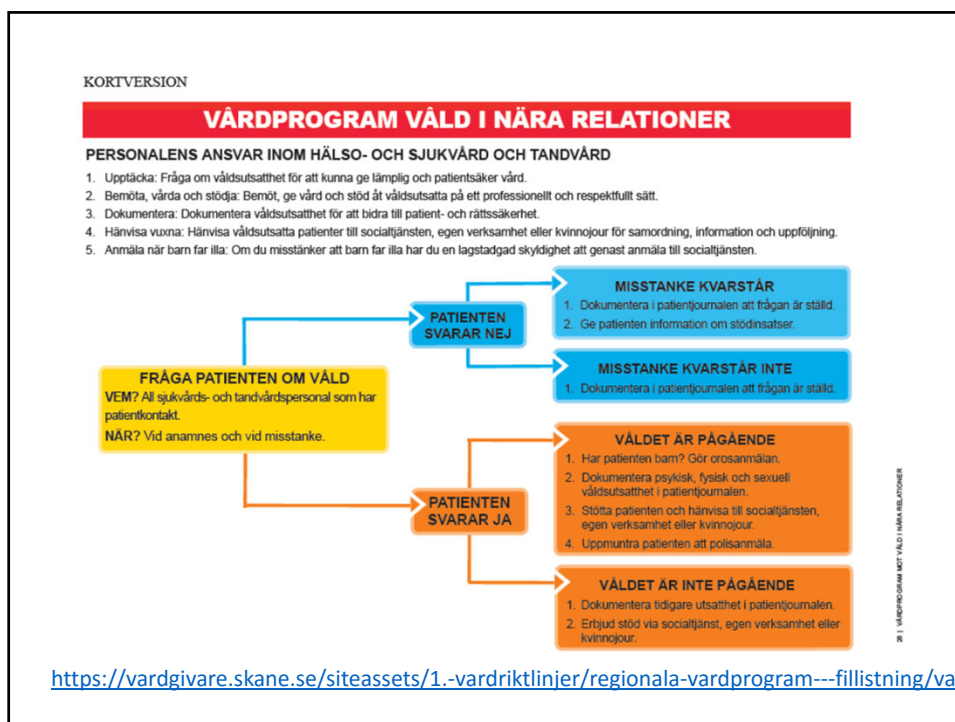 KORTVERSION
VÅRDPROGRAM VÅLD I NÄRA RELATIONER
PERSONALENS ANSVAR INOM HÄLSO- OCH SJUKVÅRD OCH TANDVÅRD
1. Upptäcka: Fråga om våldsutsatthet för att kunna ge lämplig och patientsäker vård.
2. Bemöta, vårda och stödja: Bemöt, ge vård och stöd åt våldsutsatta på ett professionellt och respektfullt sätt.
3. Dokumentera: Dokumentera våldsutsatthet för att bidra till patient- och rättssäkerhet.
4. Hänvisa vuxna: Hänvisa våldsutsatta patienter till socialtjänsten, egen verksamhet eller kvinnojour för samordning, information och uppföljning.
5. Anmäla när barn far illa: Om du misstänker att barn far illa har du en lagstadgad skyldighet att genast anmäla till socialtjänsten.
FRÅGA PATIENTEN OM VÅLD
VEM? All sjukvårds- och tandvårdspersonal som har
patientkontakt.
NÄR? Vid anamnes och vid misstanke.
PATIENTEN
SVARAR NEJ
MISSTANKE KVARSTÅR
1. Dokumentera i patientjournalen att frågan är ställd.
2. Ge patienten information om stödinsatser.
MISSTANKE KVARSTÅR INTE
1. Dokumentera i patientjournalen att frågan är ställd.
PATIENTEN
SVARAR JA
VÅLDET ÄR PÅGÅENDE
1. Har patienten barn? Gör orosanmälan.
2. Dokumentera psykisk, fysisk och sexuell
våldsutsatthet i patientjournalen.
3. Stötta patienten och hänvisa till socialtjänsten,
egen verksamhet eller kvinnojour.
4. Uppmuntra patienten att polisanmäla.
VÅLDET ÄR INTE PÅGÅENDE
1. Dokumentera tidigare utsatthet i patientjournalen.
2. Erbjud stöd via socialtjänst, egen verksamhet eller
kvinnojour.
28 | VÅRDPROGRAM MOT VÅLD I NÄRA RELATIONER
https://vardgivare.skane.se/siteassets/1.-vardriktlinjer/regionala-vardprogram---fillistning/va